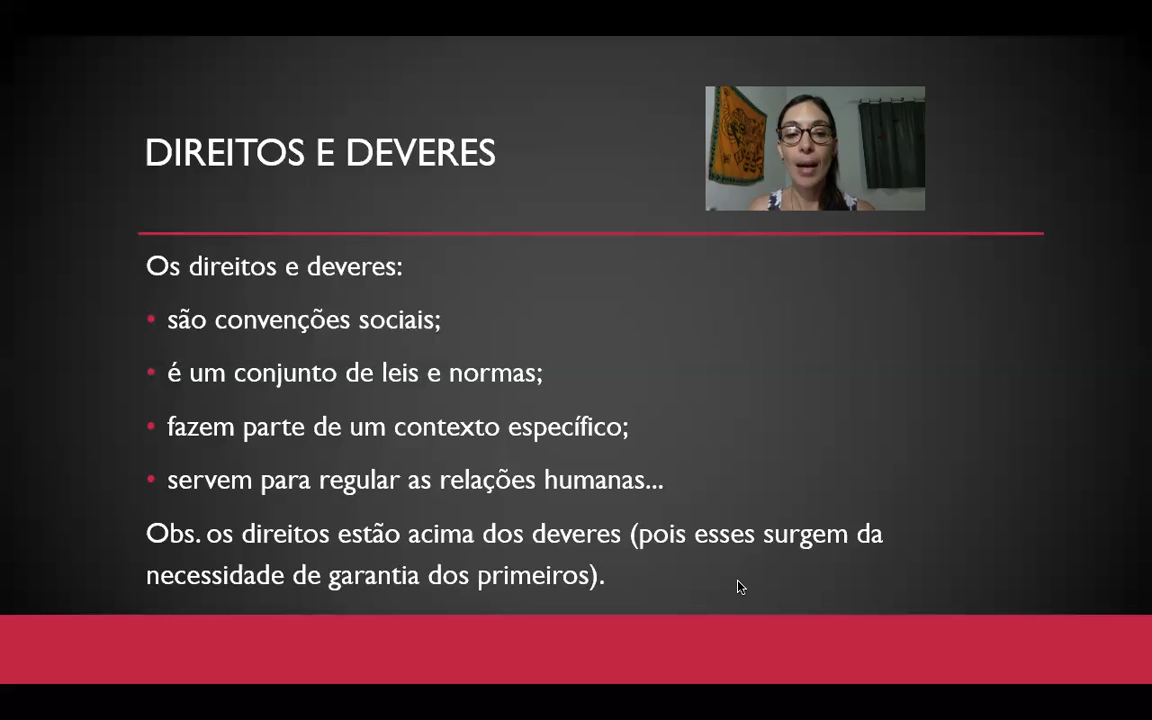 DIREITOS E DEVERES
Os direitos e deveres:
• são convenções sociais;
• é um conjunto de leis e normas;
• fazem parte de um contexto específico;
• servem para regular as relações humanas...
Obs. os direitos estão acima dos deveres (pois esses surgem da
necessidade de garantia dos primeiros).